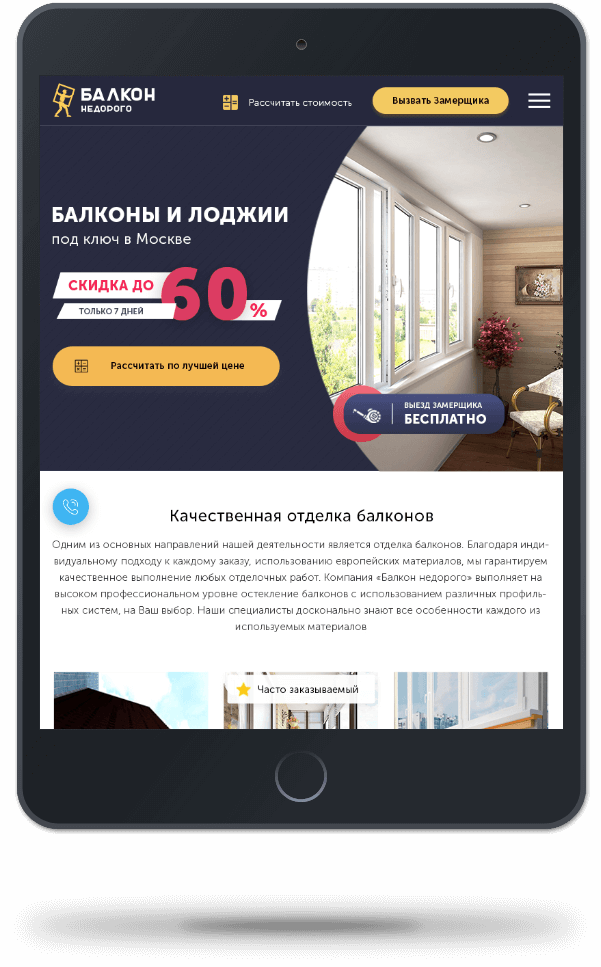 БАЛКОН
НЕДОРОГО
Рассчитать стоимость
Вызвать Замерщика
БАЛКОНЫ И ЛОДЖИИ
под ключ в Москве
СКИДКА ДО 60 %
ТОЛЬКО 7 ДНЕЙ
Рассчитать по лучшей цене
ВЫЕЗД ЗАМЕРЩИКА
БЕСПЛАТНО
Качественная отделка балконов
Одним из основных направлений нашей деятельности является отделка балконов. Благодаря инди-
видуальному подходу к каждому заказу, использованию европейских материалов, мы гарантируем
качественное выполнение любых отделочных работ. Компания «Балкон недорого» выполняет на
высоком профессиональном уровне остекление балконов с использованием различных профиль-
ных систем, на Ваш выбор. Наши специалисты досконально знают все особенности каждого из
используемых материалов
Часто заказываемый